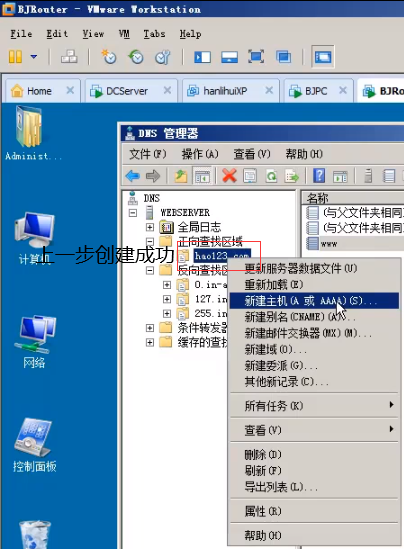 BJRouter - VMware Workstation
File Edit View VM Tabs Help
Home DCServer hanlihuiXP BJPC BJRo
Administ...
计算
网络
控制面板
DNS 管理器
文件(F) 操作(A) 查看(V) 帮助(H)
DNS
WEBSERVER
全局日志
正向查找区域
上一步创建成功
hao123.com
反向查找区域
0.in-a
127.in
255.in
条件转发器
缓存的查找
名称
(与父文件夹相同
(与父文件夹相同
www
更新服务器数据文件(U)
重新加载(E)
新建主机(A 或 AAAA)(S)...
新建别名(CNAME)(A)...
新建邮件交换器(MX)(M)...
新建域(O)...
新建委派(G)...
其他新记录(C)...
所有任务(K)
查看(V)
删除(D)
刷新(F)
导出列表(L)...
属性(R)
帮助(H)